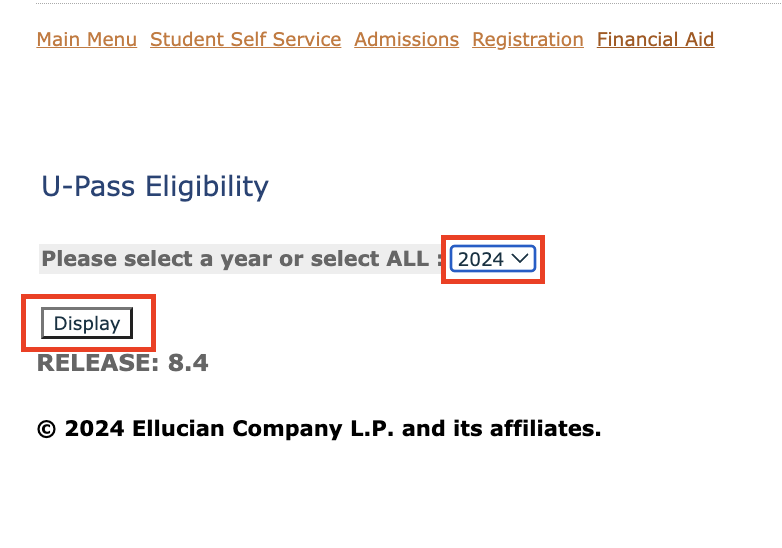 Main Menu Student Self Service Admissions Registration Financial Aid
U-Pass Eligibility
Please select a year or select ALL : 2024
Display
RELEASE: 8.4
© 2024 Ellucian Company L.P. and its affiliates.